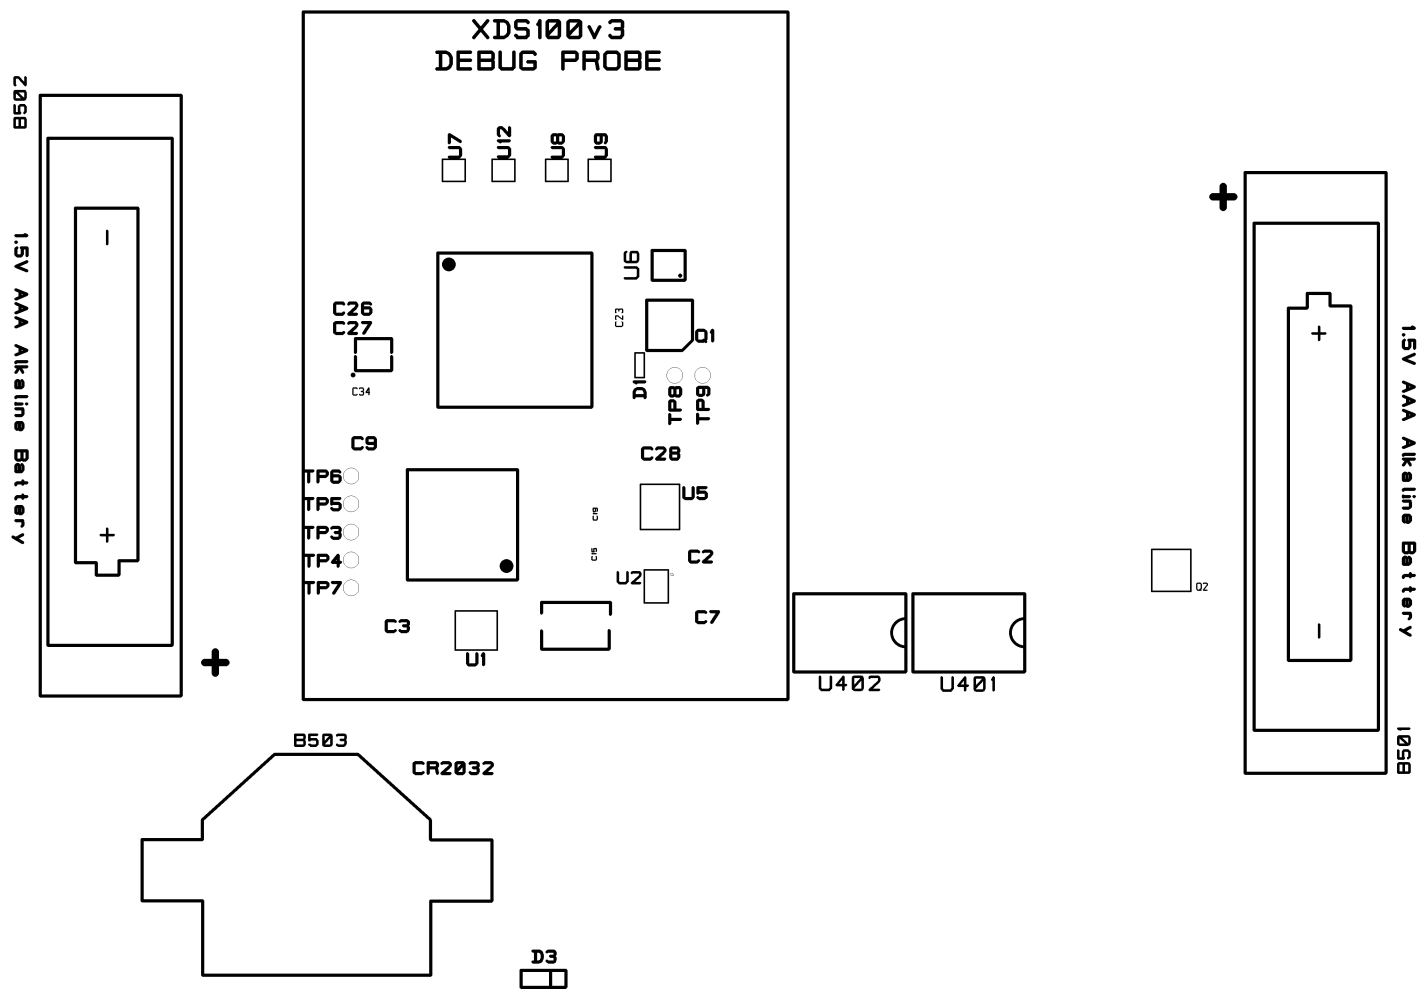 XDS100v3
DEBUG PROBE
B502
1.5V AAA Alkaline Battery
+
U7
U12
U8
U9
U6
C26
C27
C34
C23
Q1
D1
TP8
TP9
C9
C28
TP6
TP5
TP3
TP4
TP7
U5
C19
C15
C2
U2
C7
C3
U1
U402
U401
Q2
+
1.5V AAA Alkaline Battery
B501
B503
CR2032
D3